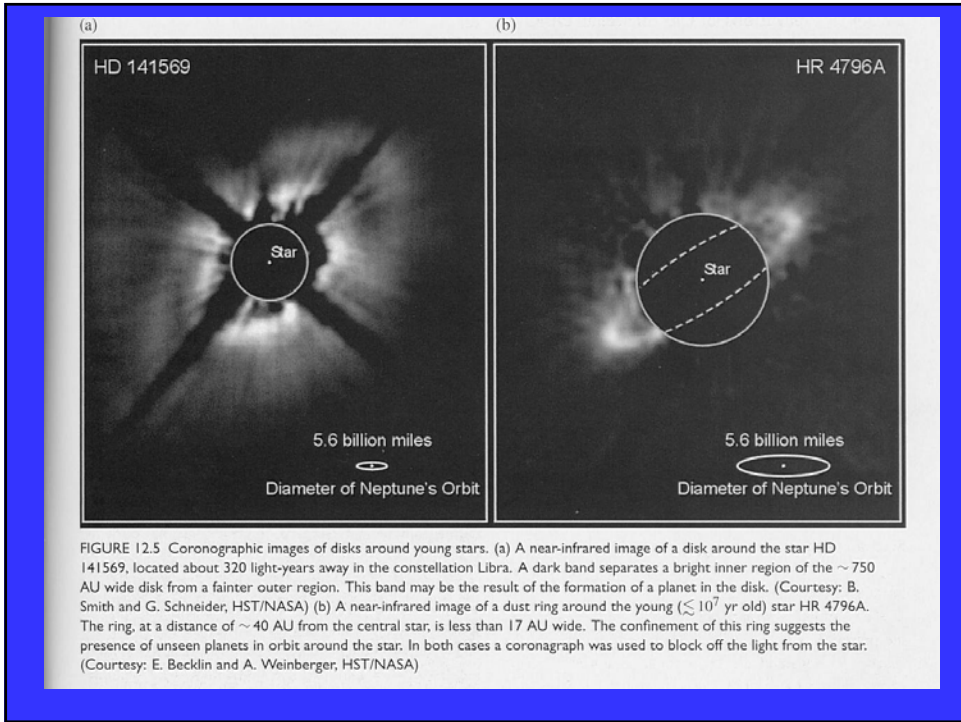 (a)
(b)
HD 141569
HR 4796A
Star
Star
5.6 billion miles
Diameter of Neptune's Orbit
5.6 billion miles
Diameter of Neptune's Orbit
FIGURE 12.5 Coronographic images of disks around young stars. (a) A near-infrared image of a disk around the star HD
141569, located about 320 light-years away in the constellation Libra. A dark band separates a bright inner region of the ~ 750
AU wide disk from a fainter outer region. This band may be the result of the formation of a planet in the disk. (Courtesy: B.
Smith and G. Schneider, HST/NASA) (b) A near-infrared image of a dust ring around the young (≲ 10⁷ yr old) star HR 4796A.
The ring, at a distance of ~ 40 AU from the central star, is less than 17 AU wide. The confinement of this ring suggests the
presence of unseen planets in orbit around the star. In both cases a coronagraph was used to block off the light from the star.
(Courtesy: E. Becklin and A. Weinberger, HST/NASA)